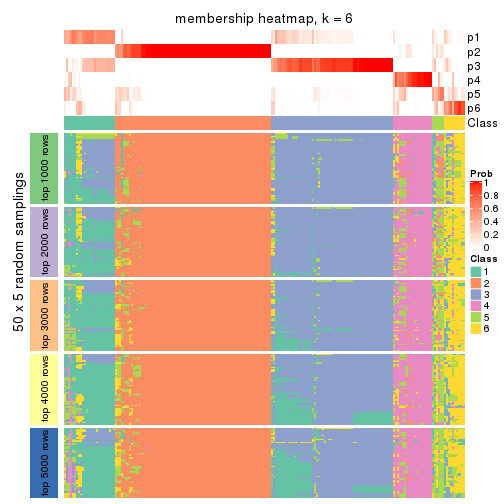 membership heatmap, k = 6
p1
p2
p3
p4
p5
p6
Class
50 x 5 random samplings
top 1000 rows
top 2000 rows
top 3000 rows
top 4000 rows
top 5000 rows
Prob
1
0.8
0.6
0.4
0.2
0
Class
1
2
3
4
5
6